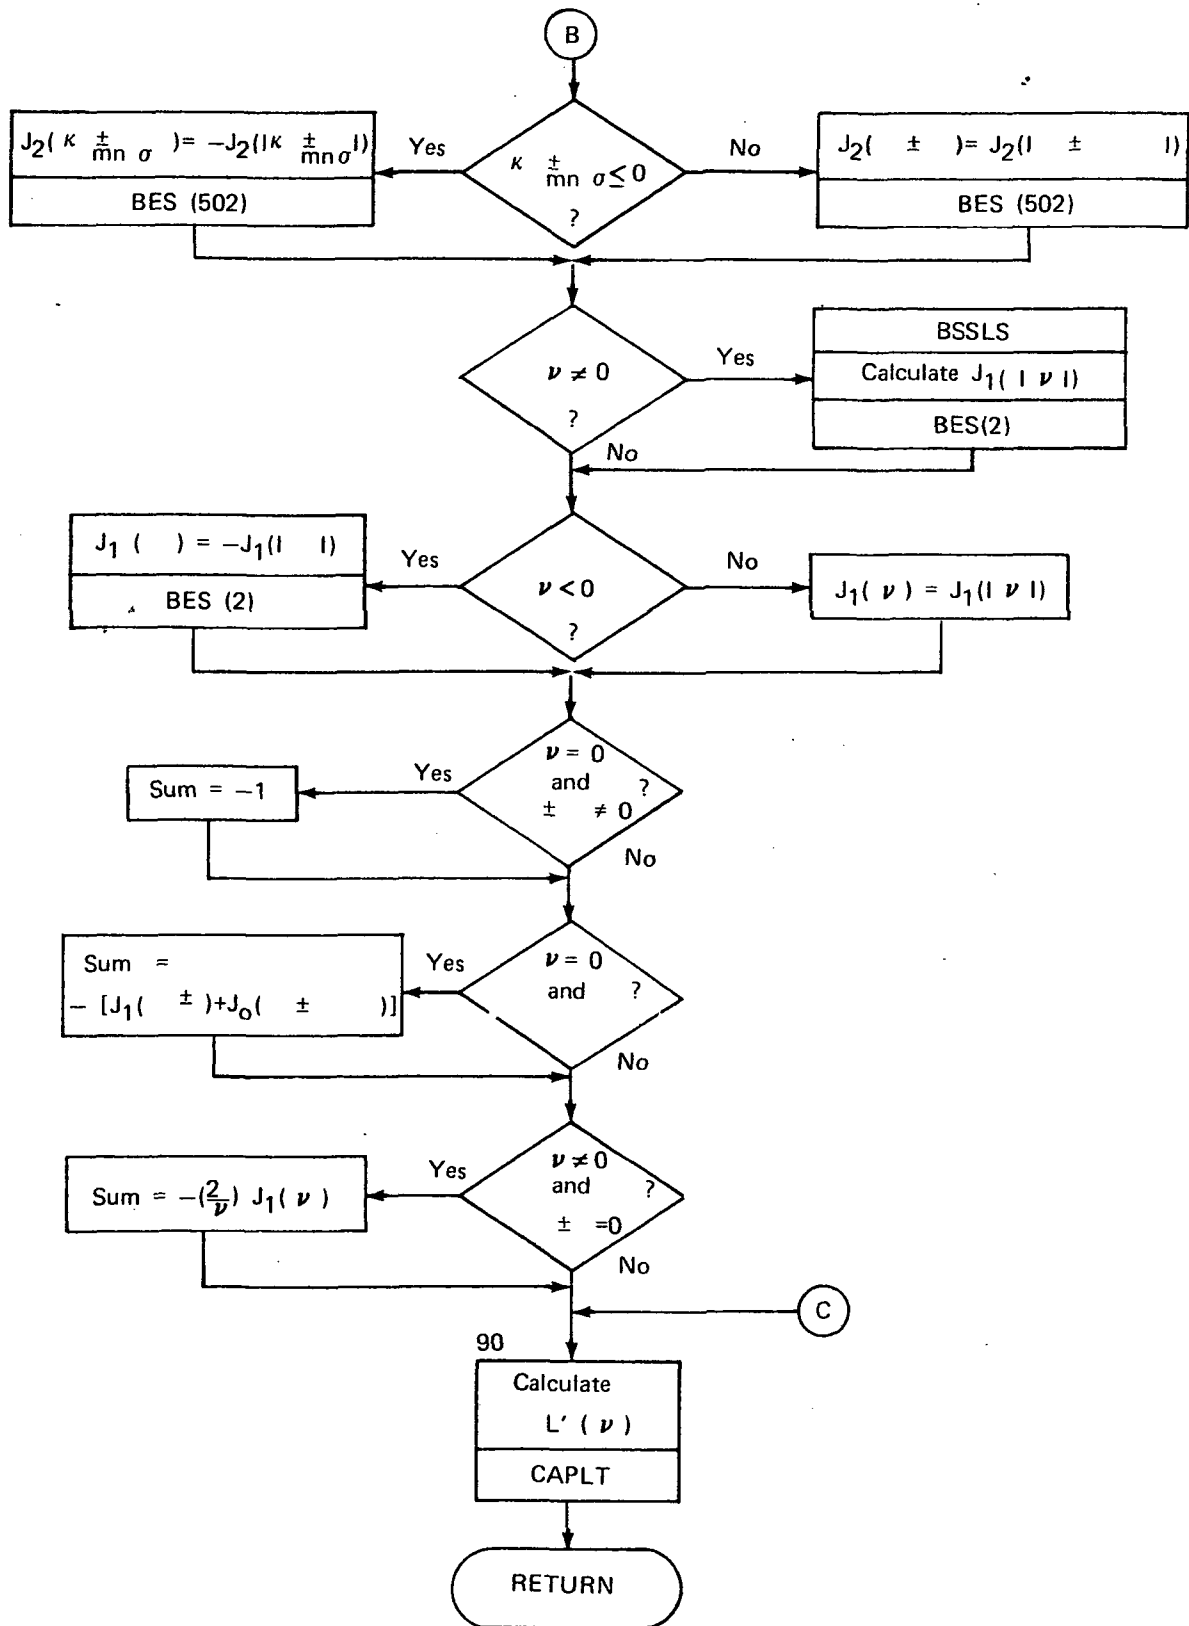 B
J2( κ ± mn σ )= -J2(|κ ± mn σ|)
BES (502)
Yes
κ ± mn σ ≤ 0
?
No
J2( ± )= J2(| ± |)
BES (502)
ν ≠ 0
?
Yes
BSSLS
Calculate J1( | ν |)
BES(2)
No
J1 ( ) = -J1(| |)
BES (2)
Yes
ν < 0
?
No
J1( ν ) = J1(| ν |)
Sum = -1
Yes
ν = 0
and ?
± ≠ 0
No
Sum =
- [J1( ± )+Jo( ± )]
Yes
ν = 0
and ?
No
Sum = -(2/ν) J1( ν )
Yes
ν ≠ 0
and ?
± =0
No
C
90
Calculate
L′ ( ν )
CAPLT
RETURN